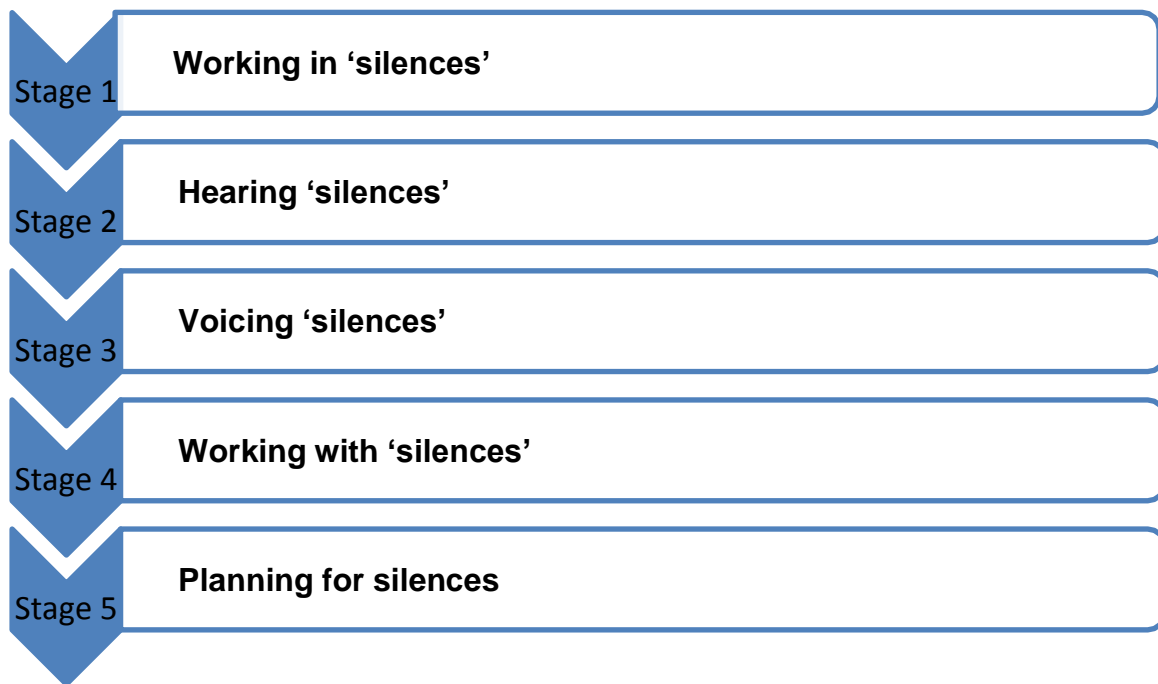 Stage 1
Working in ‘silences’
Stage 2
Hearing ‘silences’
Stage 3
Voicing ‘silences’
Stage 4
Working with ‘silences’
Stage 5
Planning for silences